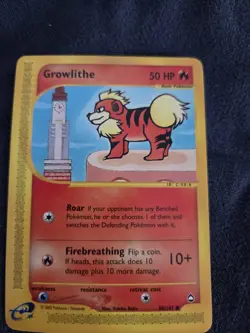 Growlithe 50 HP
Basic Pokémon
Roar If your opponent has any Benched
Pokémon, he or she chooses 1 of them and
switches the Defending Pokémon with it.
Firebreathing Flip a coin.
If heads, this attack does 10
damage plus 10 more damage.
10+
weakness resistance retreat cost